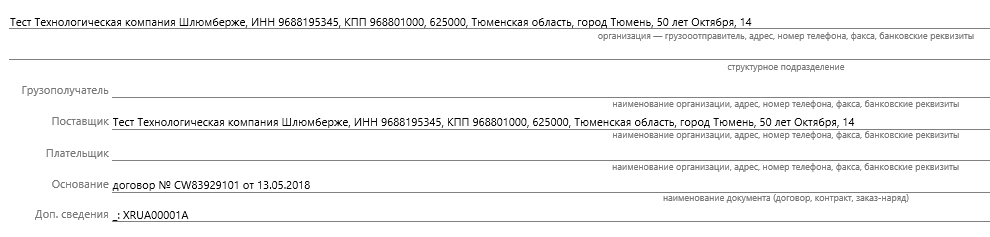 Тест Технологическая компания Шлюмберже, ИНН 9688195345, КПП 968801000, 625000, Тюменская область, город Тюмень, 50 лет Октября, 14
организация — грузооотправитель, адрес, номер телефона, факса, банковские реквизиты
структурное подразделение
Грузополучатель
наименование организации, адрес, номер телефона, факса, банковские реквизиты
Поставщик Тест Технологическая компания Шлюмберже, ИНН 9688195345, КПП 968801000, 625000, Тюменская область, город Тюмень, 50 лет Октября, 14
наименование организации, адрес, номер телефона, факса, банковские реквизиты
Плательщик
наименование организации, адрес, номер телефона, факса, банковские реквизиты
Основание договор № CW83929101 от 13.05.2018
наименование документа (договор, контракт, заказ-наряд)
Доп. сведения _: XRUA00001A